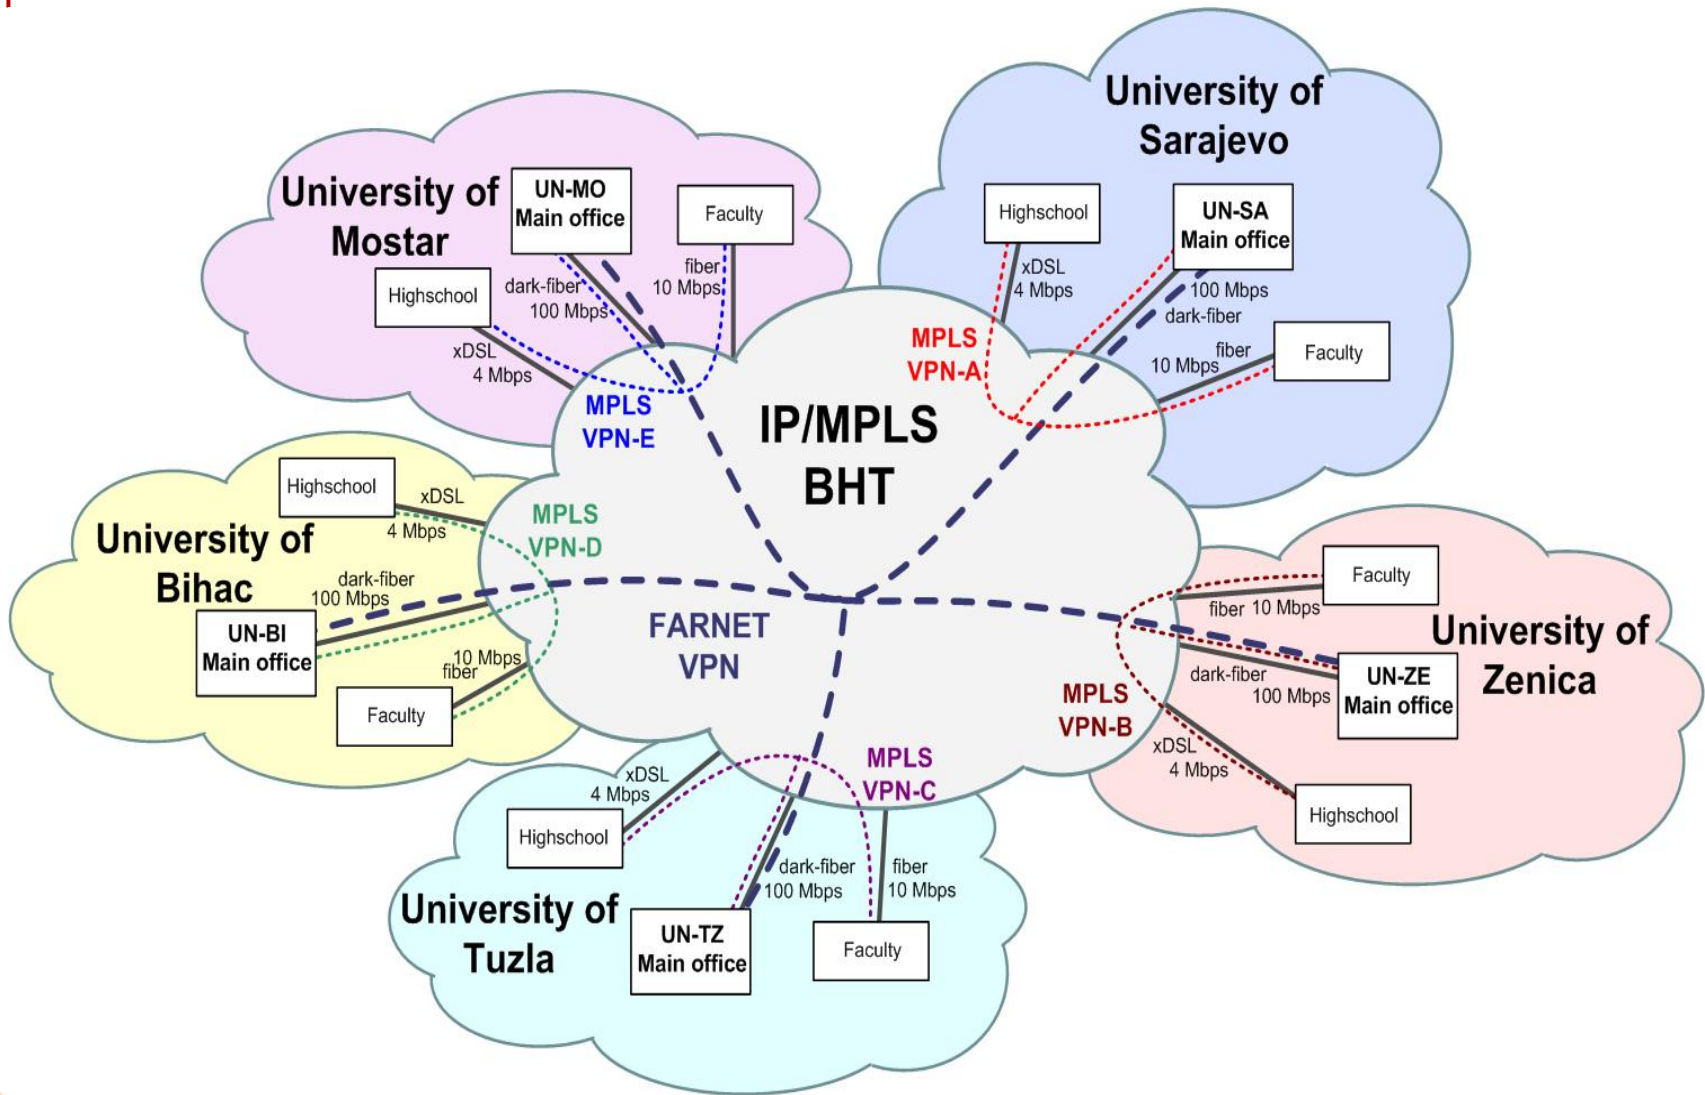 University of
Sarajevo
Highschool
UN-SA
Main office
xDSL
4 Mbps
100 Mbps
dark-fiber
Faculty
fiber
10 Mbps
MPLS
VPN-A
University of
Mostar
UN-MO
Main office
Faculty
Highschool
dark-fiber
100 Mbps
fiber
10 Mbps
xDSL
4 Mbps
MPLS
VPN-E
IP/MPLS
BHT
University of
Bihac
Highschool
xDSL
4 Mbps
MPLS
VPN-D
dark-fiber
100 Mbps
UN-BI
Main office
10 Mbps
fiber
Faculty
FARNET
VPN
University of
Zenica
Faculty
fiber 10 Mbps
UN-ZE
Main office
dark-fiber
100 Mbps
MPLS
VPN-B
xDSL
4 Mbps
Highschool
MPLS
VPN-C
xDSL
4 Mbps
Highschool
dark-fiber
100 Mbps
fiber
10 Mbps
University of
Tuzla
UN-TZ
Main office
Faculty